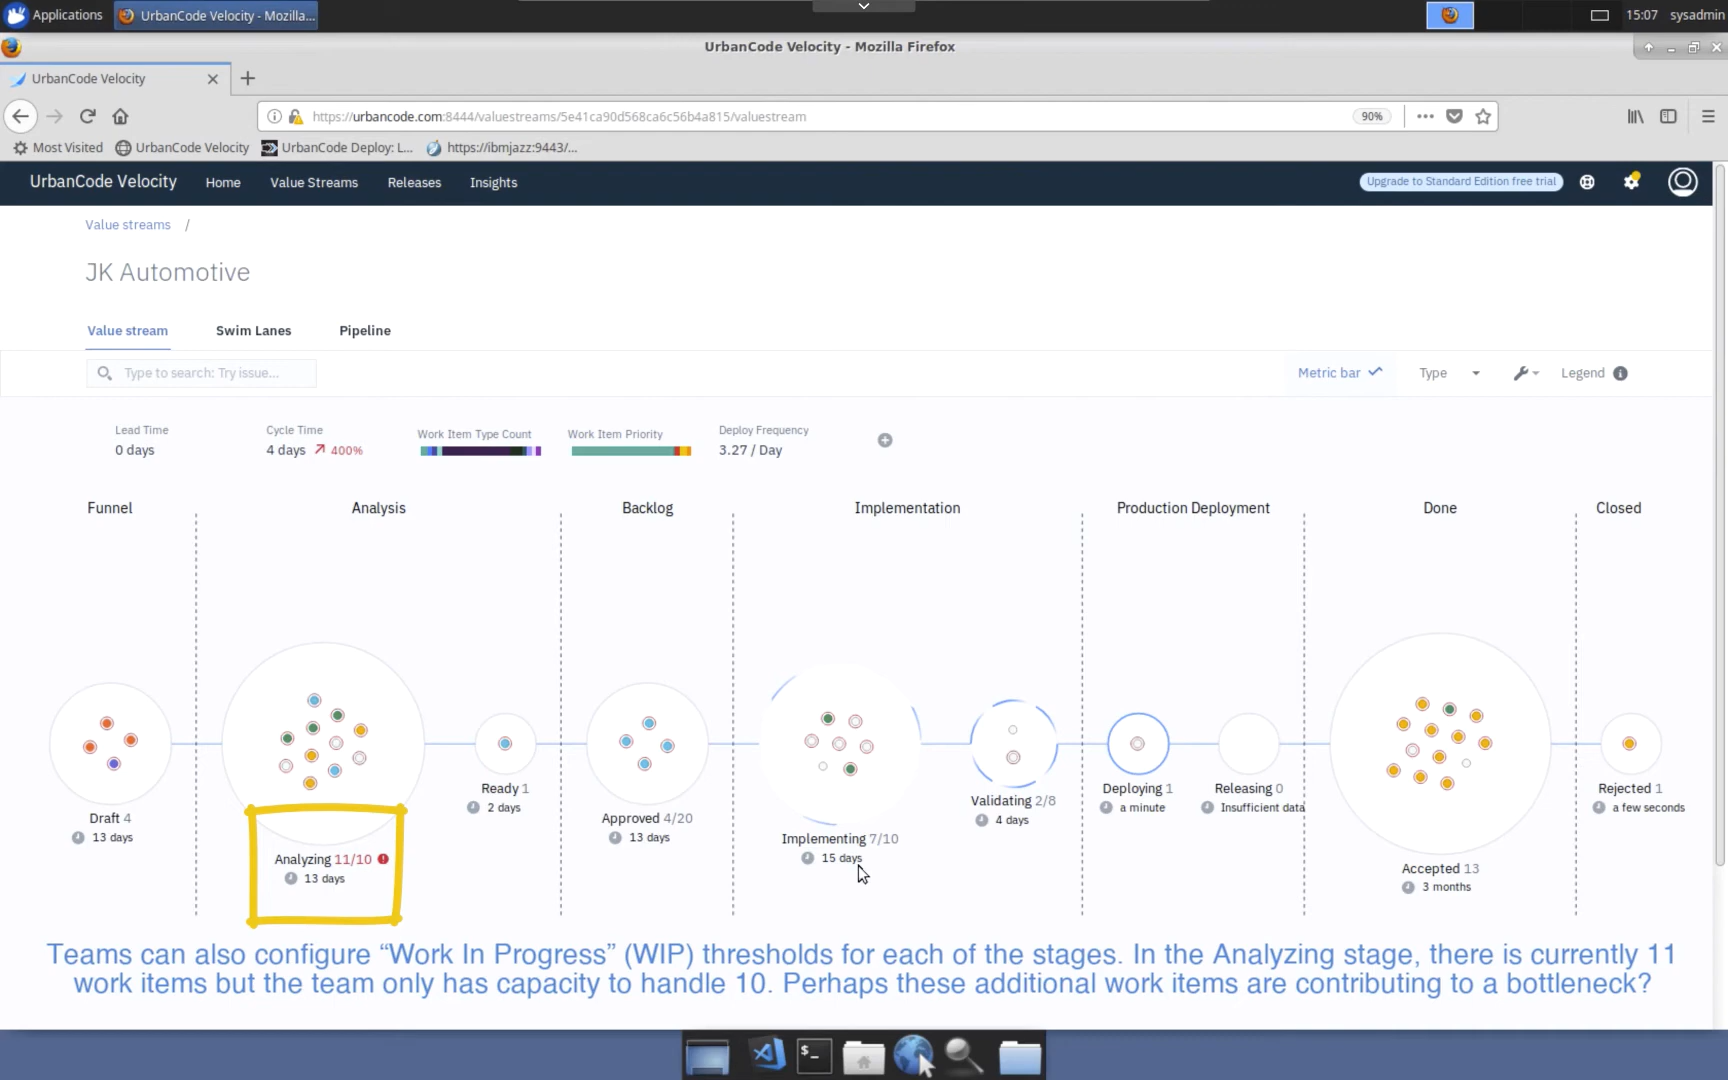 Applications
UrbanCode Velocity - Mozilla...
15:07
sysadmin
UrbanCode Velocity - Mozilla Firefox
UrbanCode Velocity
https://urbancode.com:8444/valuestreams/5e41ca90d568ca6c56b4a815/valuestream
90%
Most Visited
UrbanCode Velocity
UrbanCode Deploy: L...
https://ibmjazz:9443/...
UrbanCode Velocity
Home
Value Streams
Releases
Insights
Upgrade to Standard Edition free trial
Value streams /
JK Automotive
Value stream
Swim Lanes
Pipeline
Type to search: Try issue...
Metric bar
Type
Legend
Lead Time
0 days
Cycle Time
4 days 400%
Work Item Type Count
Work Item Priority
Deploy Frequency
3.27 / Day
Funnel
Analysis
Backlog
Implementation
Production Deployment
Done
Closed
Draft 4
13 days
Analyzing 11/10
13 days
Ready 1
2 days
Approved 4/20
13 days
Implementing 7/10
15 days
Validating 2/8
4 days
Deploying 1
a minute
Releasing 0
Insufficient data
Accepted 13
3 months
Rejected 1
a few seconds
Teams can also configure “Work In Progress” (WIP) thresholds for each of the stages. In the Analyzing stage, there is currently 11
work items but the team only has capacity to handle 10. Perhaps these additional work items are contributing to a bottleneck?
$_